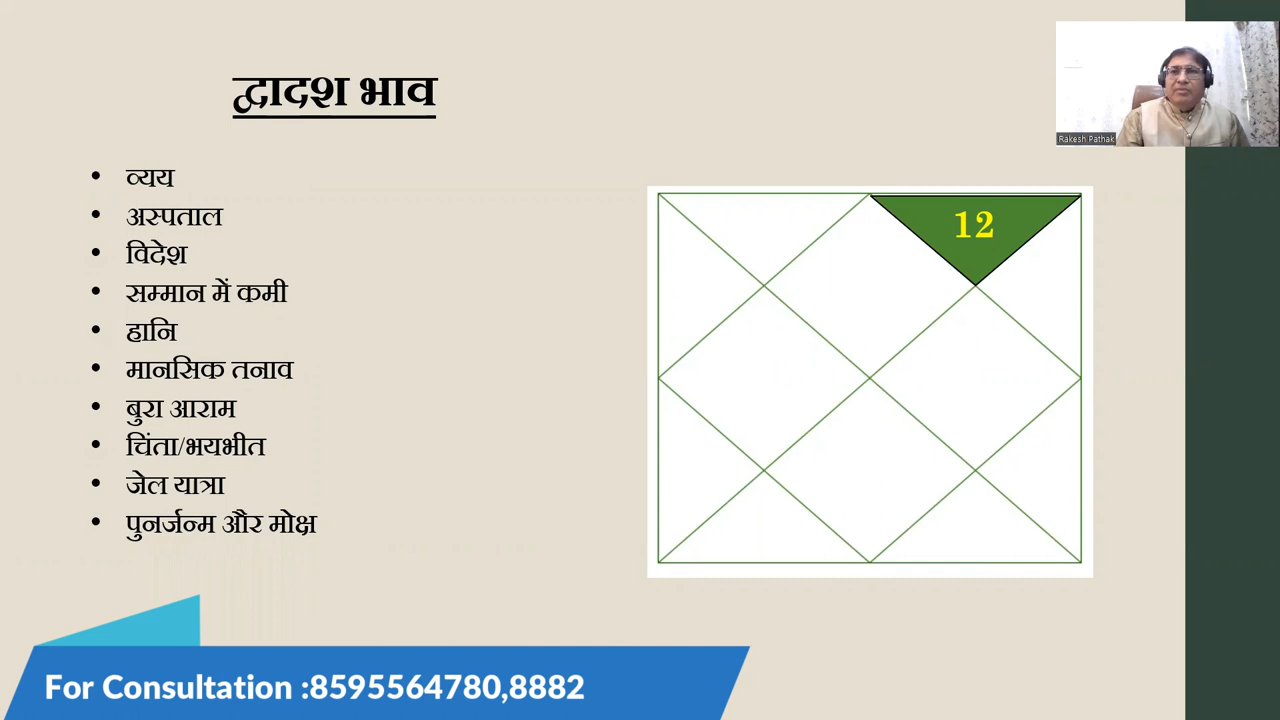 द्वादश भाव
Rakesh Pathak
• व्यय
• अस्पताल
• विदेश
• सम्मान में कमी
• हानि
• मानसिक तनाव
• बुरा आराम
• चिंता/भयभीत
• जेल यात्रा
• पुनर्जन्म और मोक्ष
12
For Consultation :8595564780,8882